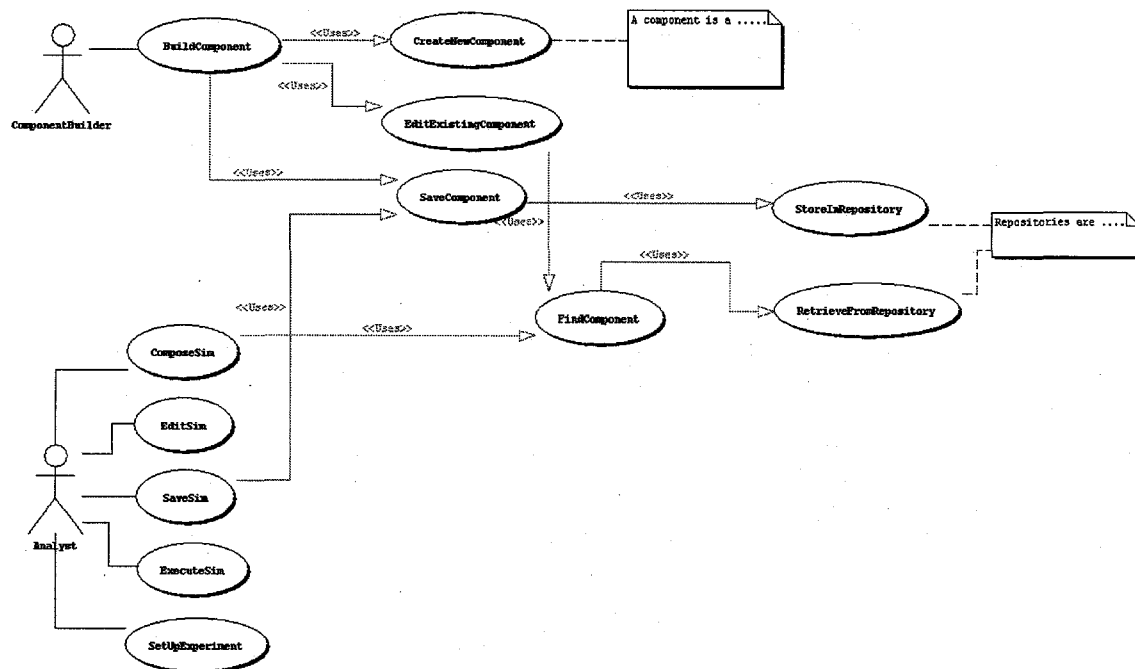 A component is a .....
BuildComponent
<<Uses>>
CreateNewComponent
<<Uses>>
ComponentBuilder
EditExistingComponent
<<Uses>>
SaveComponent
<<Uses>>
StoreInRepository
<<Uses>>
Repositories are ....
<<Uses>>
<<Uses>>
FindComponent
RetrieveFromRepository
<<Uses>>
ComposeSim
EditSim
SaveSim
Analyst
ExecuteSim
SetUpExperiment